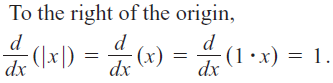 To the right of the origin,
d/dx (|x|) = d/dx (x) = d/dx (1 · x) = 1.